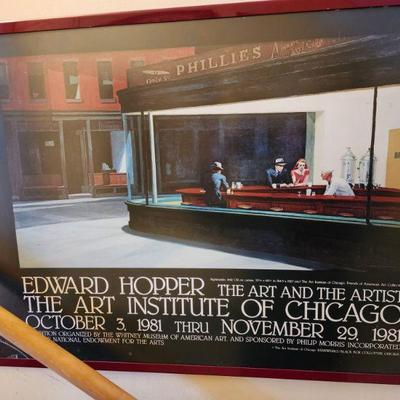 PHILLIES
EDWARD HOPPER THE ART AND THE ARTIST
THE ART INSTITUTE OF CHICAGO
OCTOBER 3, 1981 THRU NOVEMBER 29, 1981
ORGANIZED BY THE WHITNEY MUSEUM OF AMERICAN ART, AND SPONSORED BY PHILIP MORRIS INCORPORATED
NATIONAL ENDOWMENT FOR THE ARTS